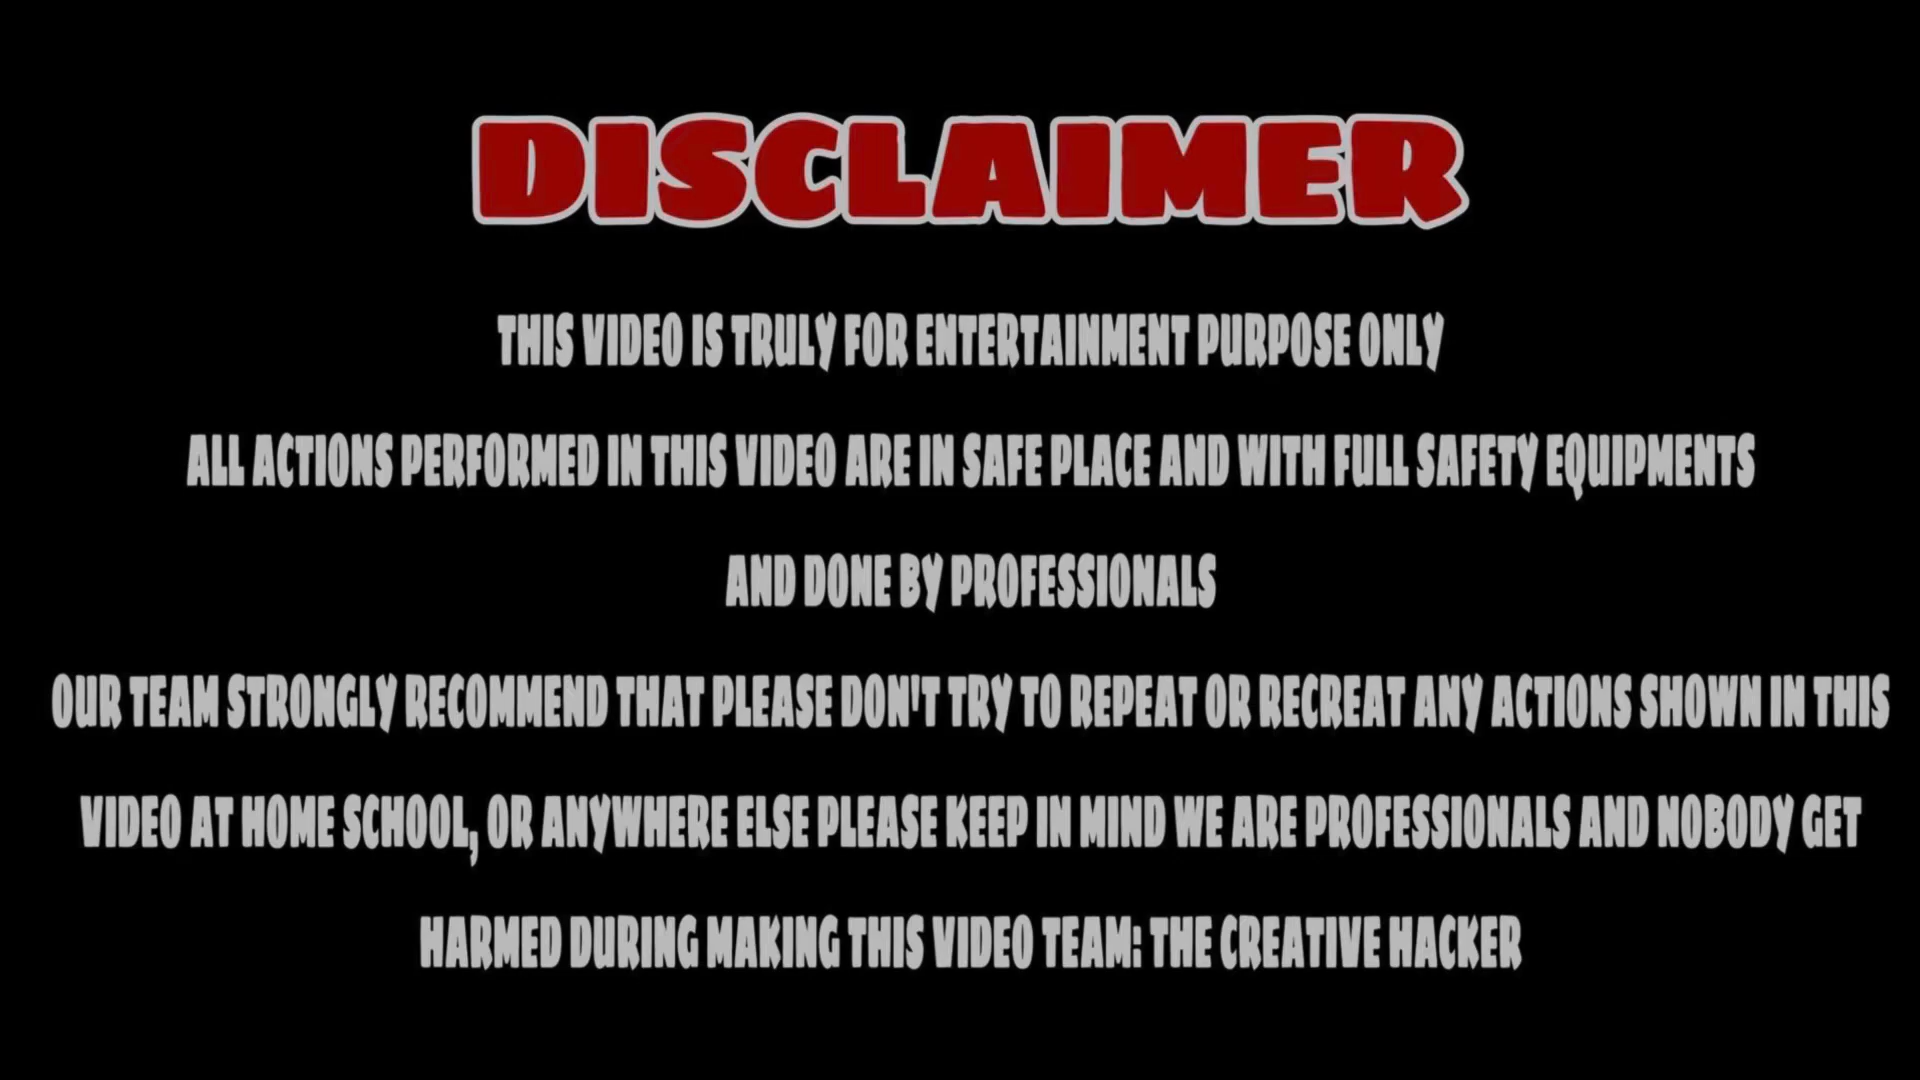 DISCLAIMER
THIS VIDEO IS TRULY FOR ENTERTAINMENT PURPOSE ONLY
ALL ACTIONS PERFORMED IN THIS VIDEO ARE IN SAFE PLACE AND WITH FULL SAFETY EQUIPMENTS
AND DONE BY PROFESSIONALS
OUR TEAM STRONGLY RECOMMEND THAT PLEASE DON'T TRY TO REPEAT OR RECREAT ANY ACTIONS SHOWN IN THIS
VIDEO AT HOME SCHOOL, OR ANYWHERE ELSE PLEASE KEEP IN MIND WE ARE PROFESSIONALS AND NOBODY GET
HARMED DURING MAKING THIS VIDEO TEAM: THE CREATIVE HACKER